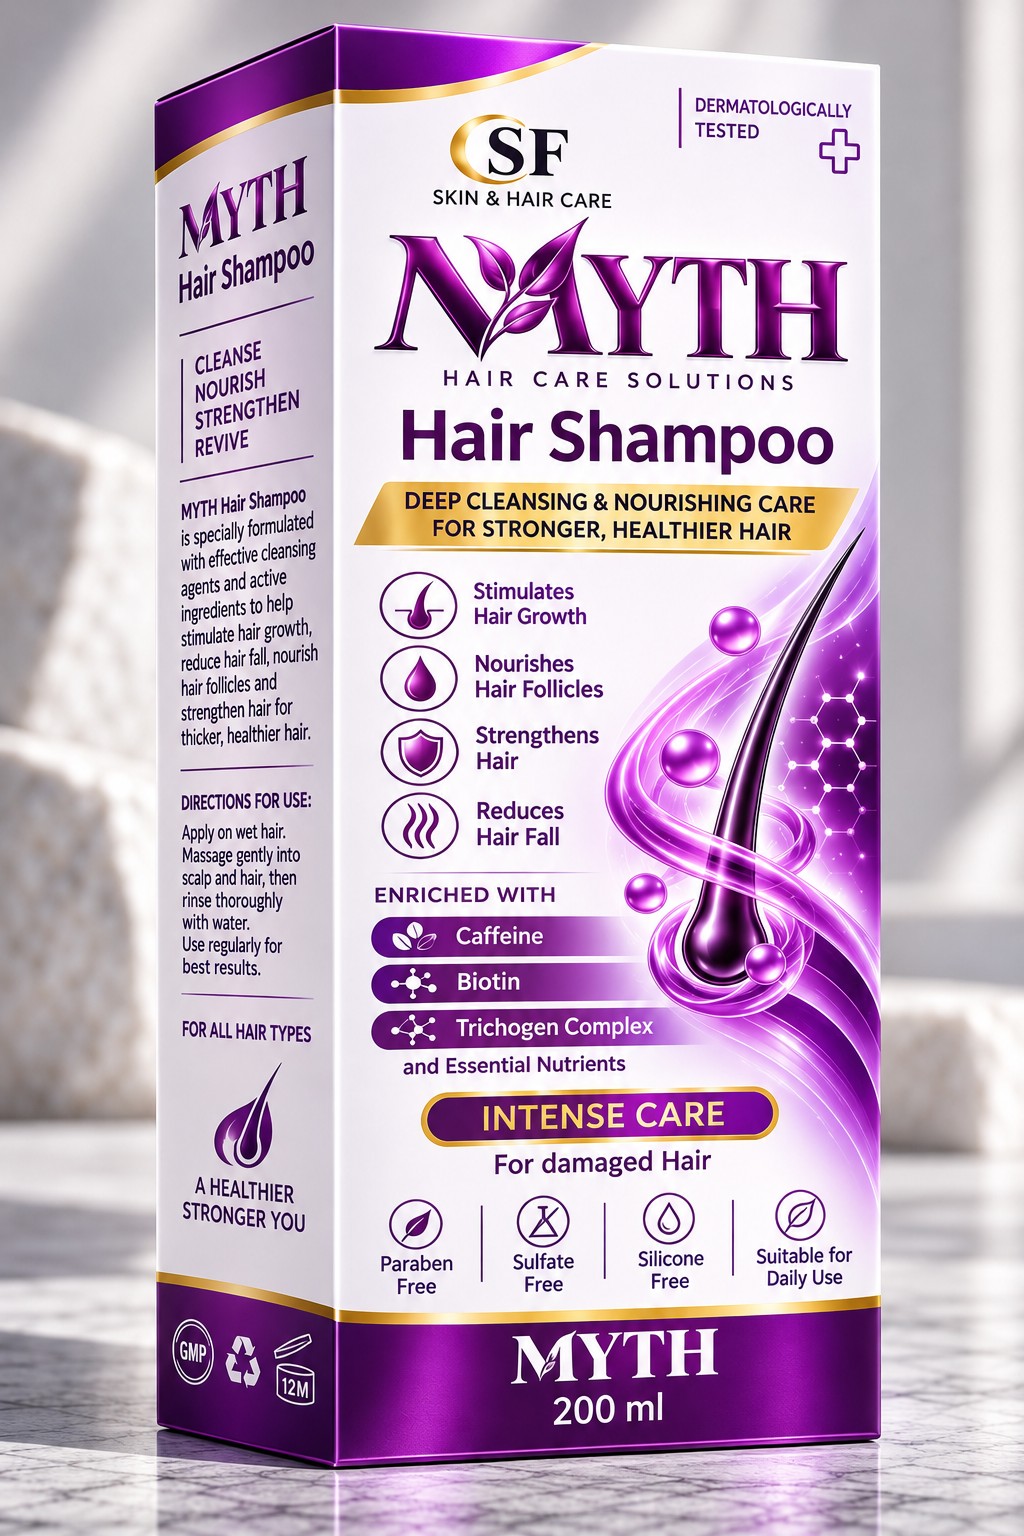 MYTH
Hair Shampoo
CLEANSE
NOURISH
STRENGTHEN
REVIVE
MYTH Hair Shampoo
is specially formulated
with effective cleansing
agents and active
ingredients to help
stimulate hair growth,
reduce hair fall, nourish
hair follicles and
strengthen hair for
thicker, healthier hair.
DIRECTIONS FOR USE:
Apply on wet hair.
Massage gently into
scalp and hair, then
rinse thoroughly
with water.
Use regularly for
best results.
FOR ALL HAIR TYPES
A HEALTHIER
STRONGER YOU
GMP
12M
DERMATOLOGICALLY
TESTED
SF
SKIN & HAIR CARE
MYTH
HAIR CARE SOLUTIONS
Hair Shampoo
DEEP CLEANSING & NOURISHING CARE
FOR STRONGER, HEALTHIER HAIR
Stimulates
Hair Growth
Nourishes
Hair Follicles
Strengthens
Hair
Reduces
Hair Fall
ENRICHED WITH
Caffeine
Biotin
Trichogen Complex
and Essential Nutrients
INTENSE CARE
For damaged Hair
Paraben
Free
Sulfate
Free
Silicone
Free
Suitable for
Daily Use
MYTH
200 ml